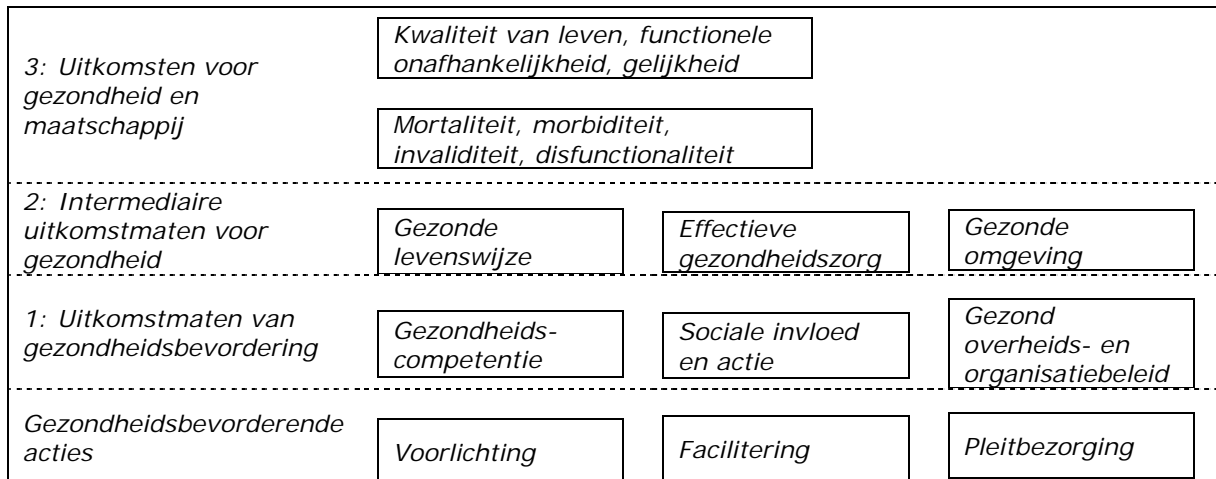 3: Uitkomsten voor
gezondheid en
maatschappij
Kwaliteit van leven, functionele
onafhankelijkheid, gelijkheid
Mortaliteit, morbiditeit,
invaliditeit, disfunctionaliteit
2: Intermediaire
uitkomstmaten voor
gezondheid
Gezonde
levenswijze
Effectieve
gezondheidszorg
Gezonde
omgeving
1: Uitkomstmaten van
gezondheidsbevordering
Gezondheids-
competentie
Sociale invloed
en actie
Gezond
overheids- en
organisatiebeleid
Gezondheidsbevorderende
acties
Voorlichting
Facilitering
Pleitbezorging